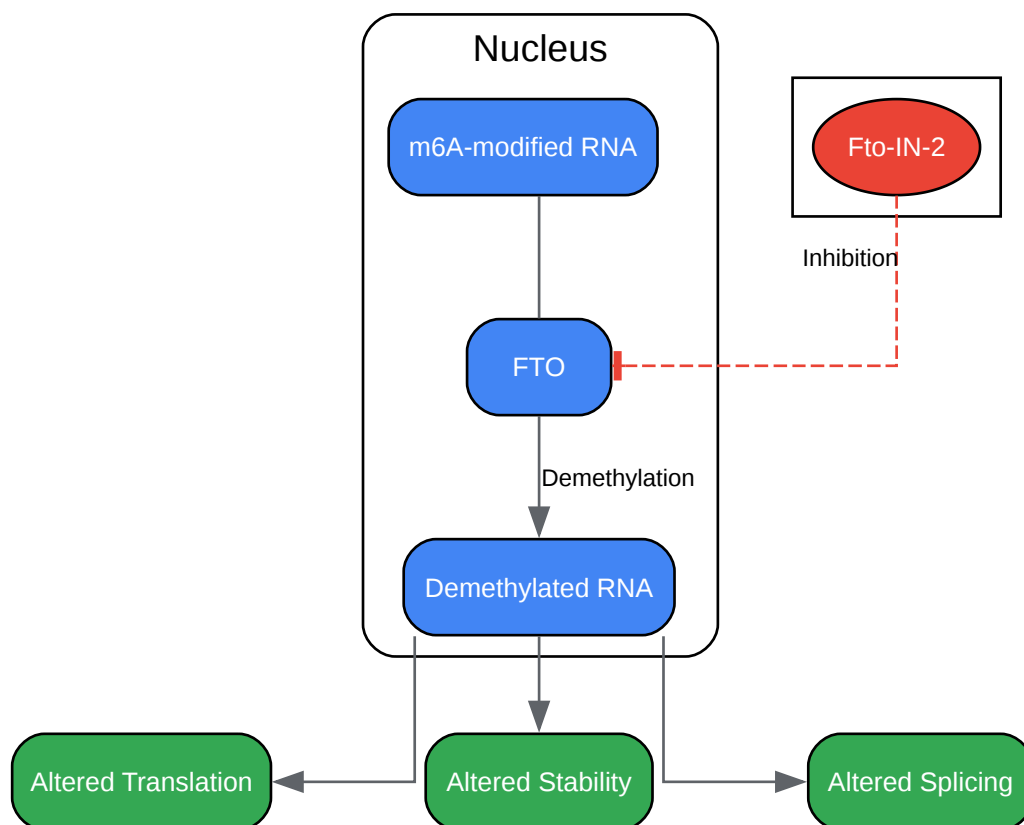 Nucleus
m6A-modified RNA
Fto-IN-2
Inhibition
FTO
Demethylation
Demethylated RNA
Altered Translation
Altered Stability
Altered Splicing